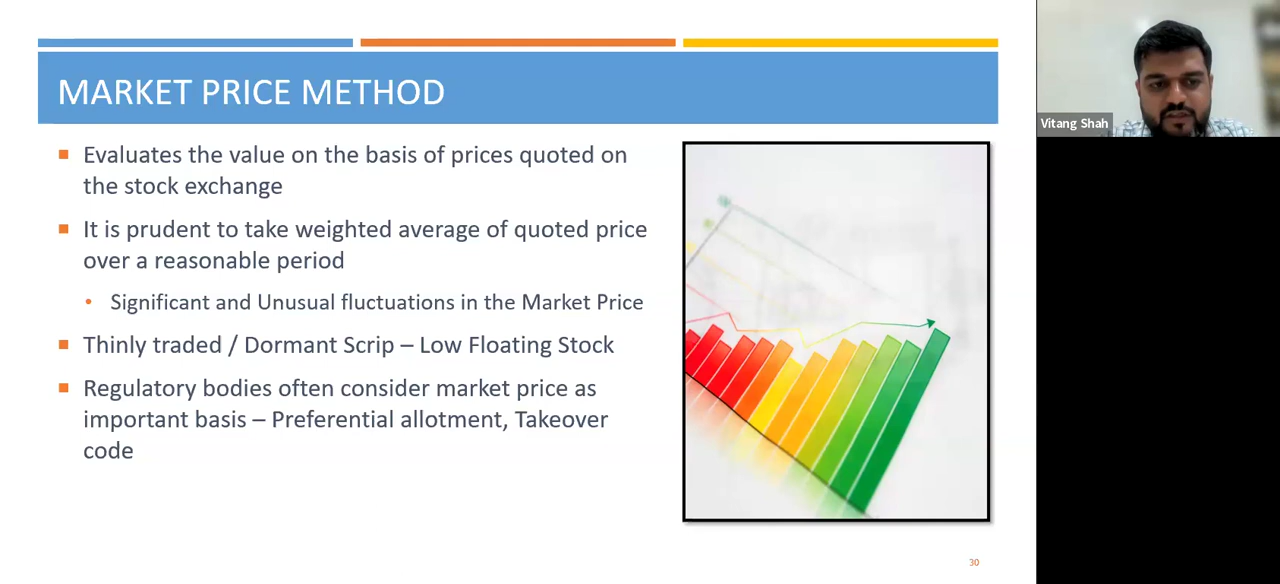 MARKET PRICE METHOD
Evaluates the value on the basis of prices quoted on
the stock exchange
It is prudent to take weighted average of quoted price
over a reasonable period
Significant and Unusual fluctuations in the Market Price
Thinly traded / Dormant Scrip – Low Floating Stock
Regulatory bodies often consider market price as
important basis – Preferential allotment, Takeover
code
30
Vitang Shah